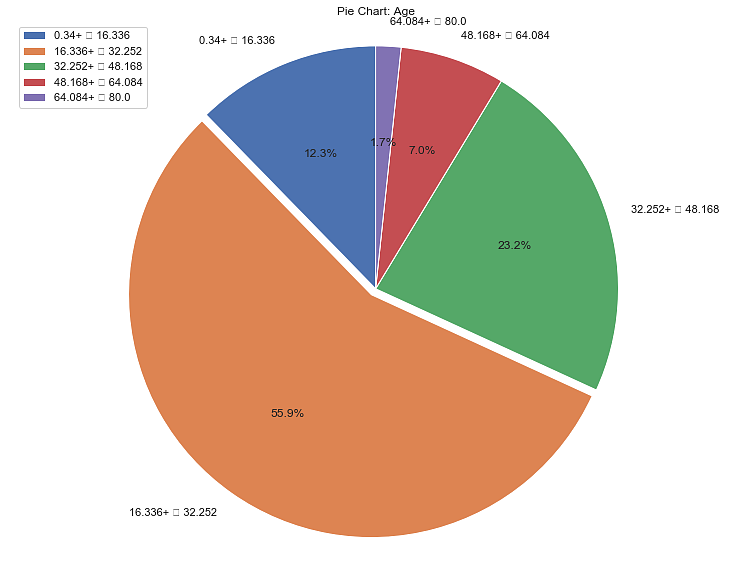 Pie Chart: Age
0.34+ □ 16.336
16.336+ □ 32.252
32.252+ □ 48.168
48.168+ □ 64.084
64.084+ □ 80.0
64.084+ □ 80.0
48.168+ □ 64.084
0.34+ □ 16.336
1.7%
7.0%
12.3%
32.252+ □ 48.168
23.2%
55.9%
16.336+ □ 32.252